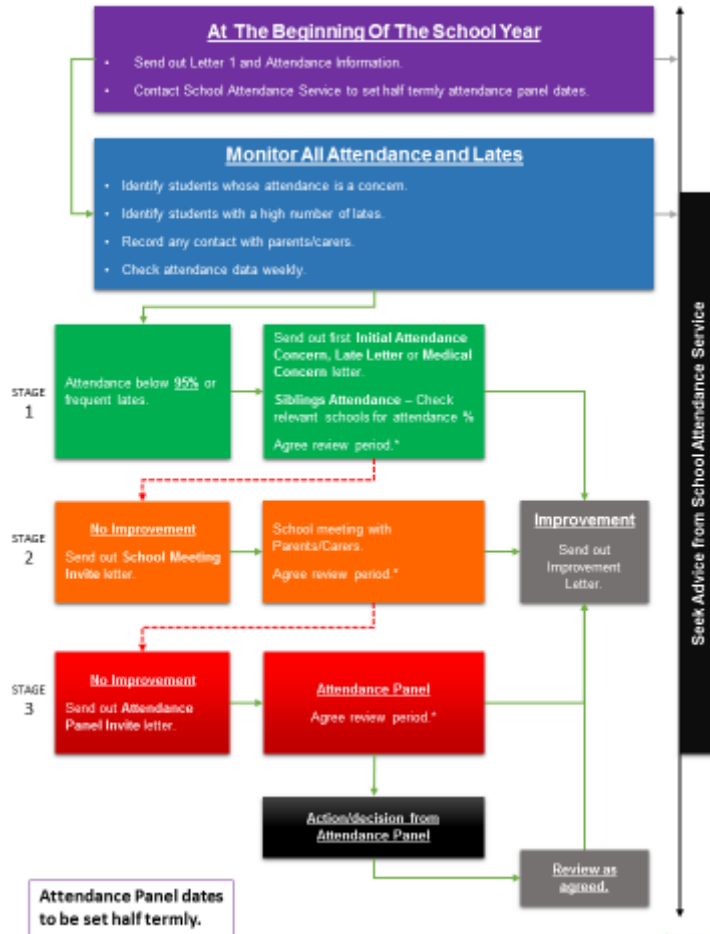 At The Beginning Of The School Year
• Send out Letter 1 and Attendance Information.
• Contact School Attendance Service to set half termly attendance panel dates.
Monitor All Attendance and Lates
• Identify students whose attendance is a concern.
• Identify students with a high number of lates.
• Record any contact with parents/carers.
• Check attendance data weekly.
STAGE
1
Attendance below 95% or
frequent lates.
Send out first Initial Attendance
Concern, Late Letter or Medical
Concern letter.
Siblings Attendance – Check
relevant schools for attendance %
Agree review period.*
STAGE
2
No Improvement
Send out School Meeting
Invite letter.
School meeting with
Parents/Carers.
Agree review period.*
Improvement
Send out
Improvement
Letter.
STAGE
3
No Improvement
Send out Attendance
Panel Invite letter.
Attendance Panel
Agree review period.*
Action/decision from
Attendance Panel
Review as
agreed.
Attendance Panel dates
to be set half termly.
Seek Advice from School Attendance Service